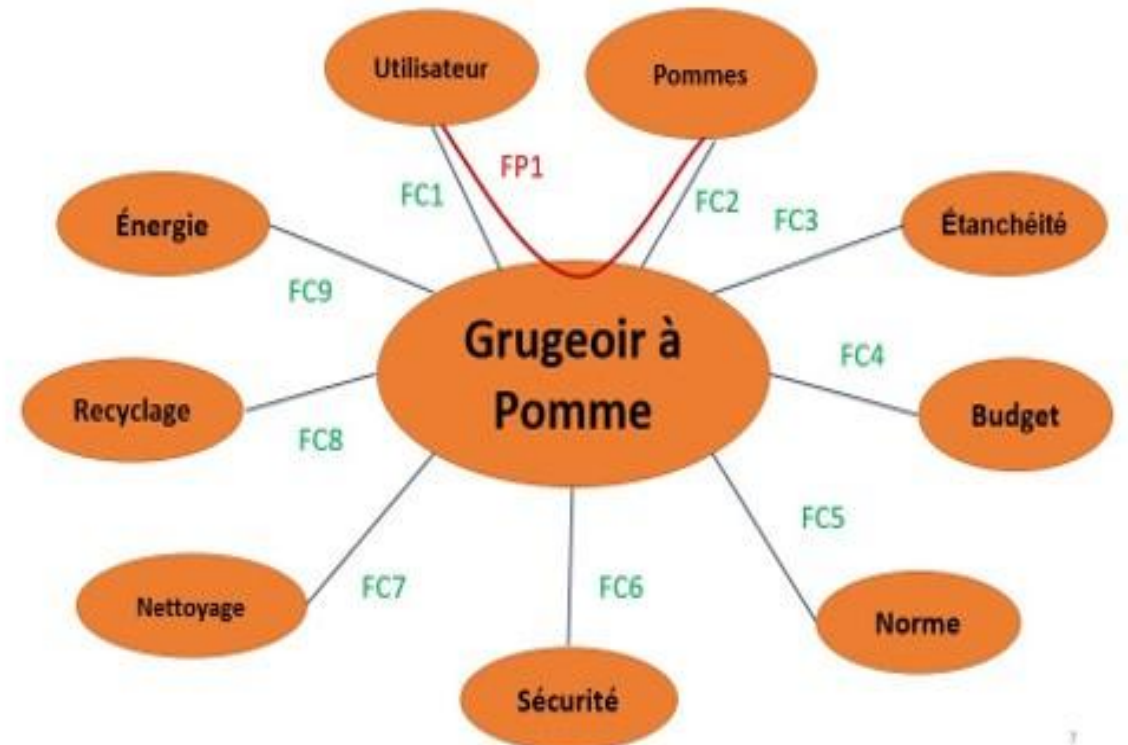 Utilisateur
Pommes
FP1
FC1
FC2
FC3
Énergie
Étanchéité
FC9
Grugeoir à
Pomme
FC4
Recyclage
Budget
FC8
FC5
FC7
FC6
Nettoyage
Norme
Sécurité
7